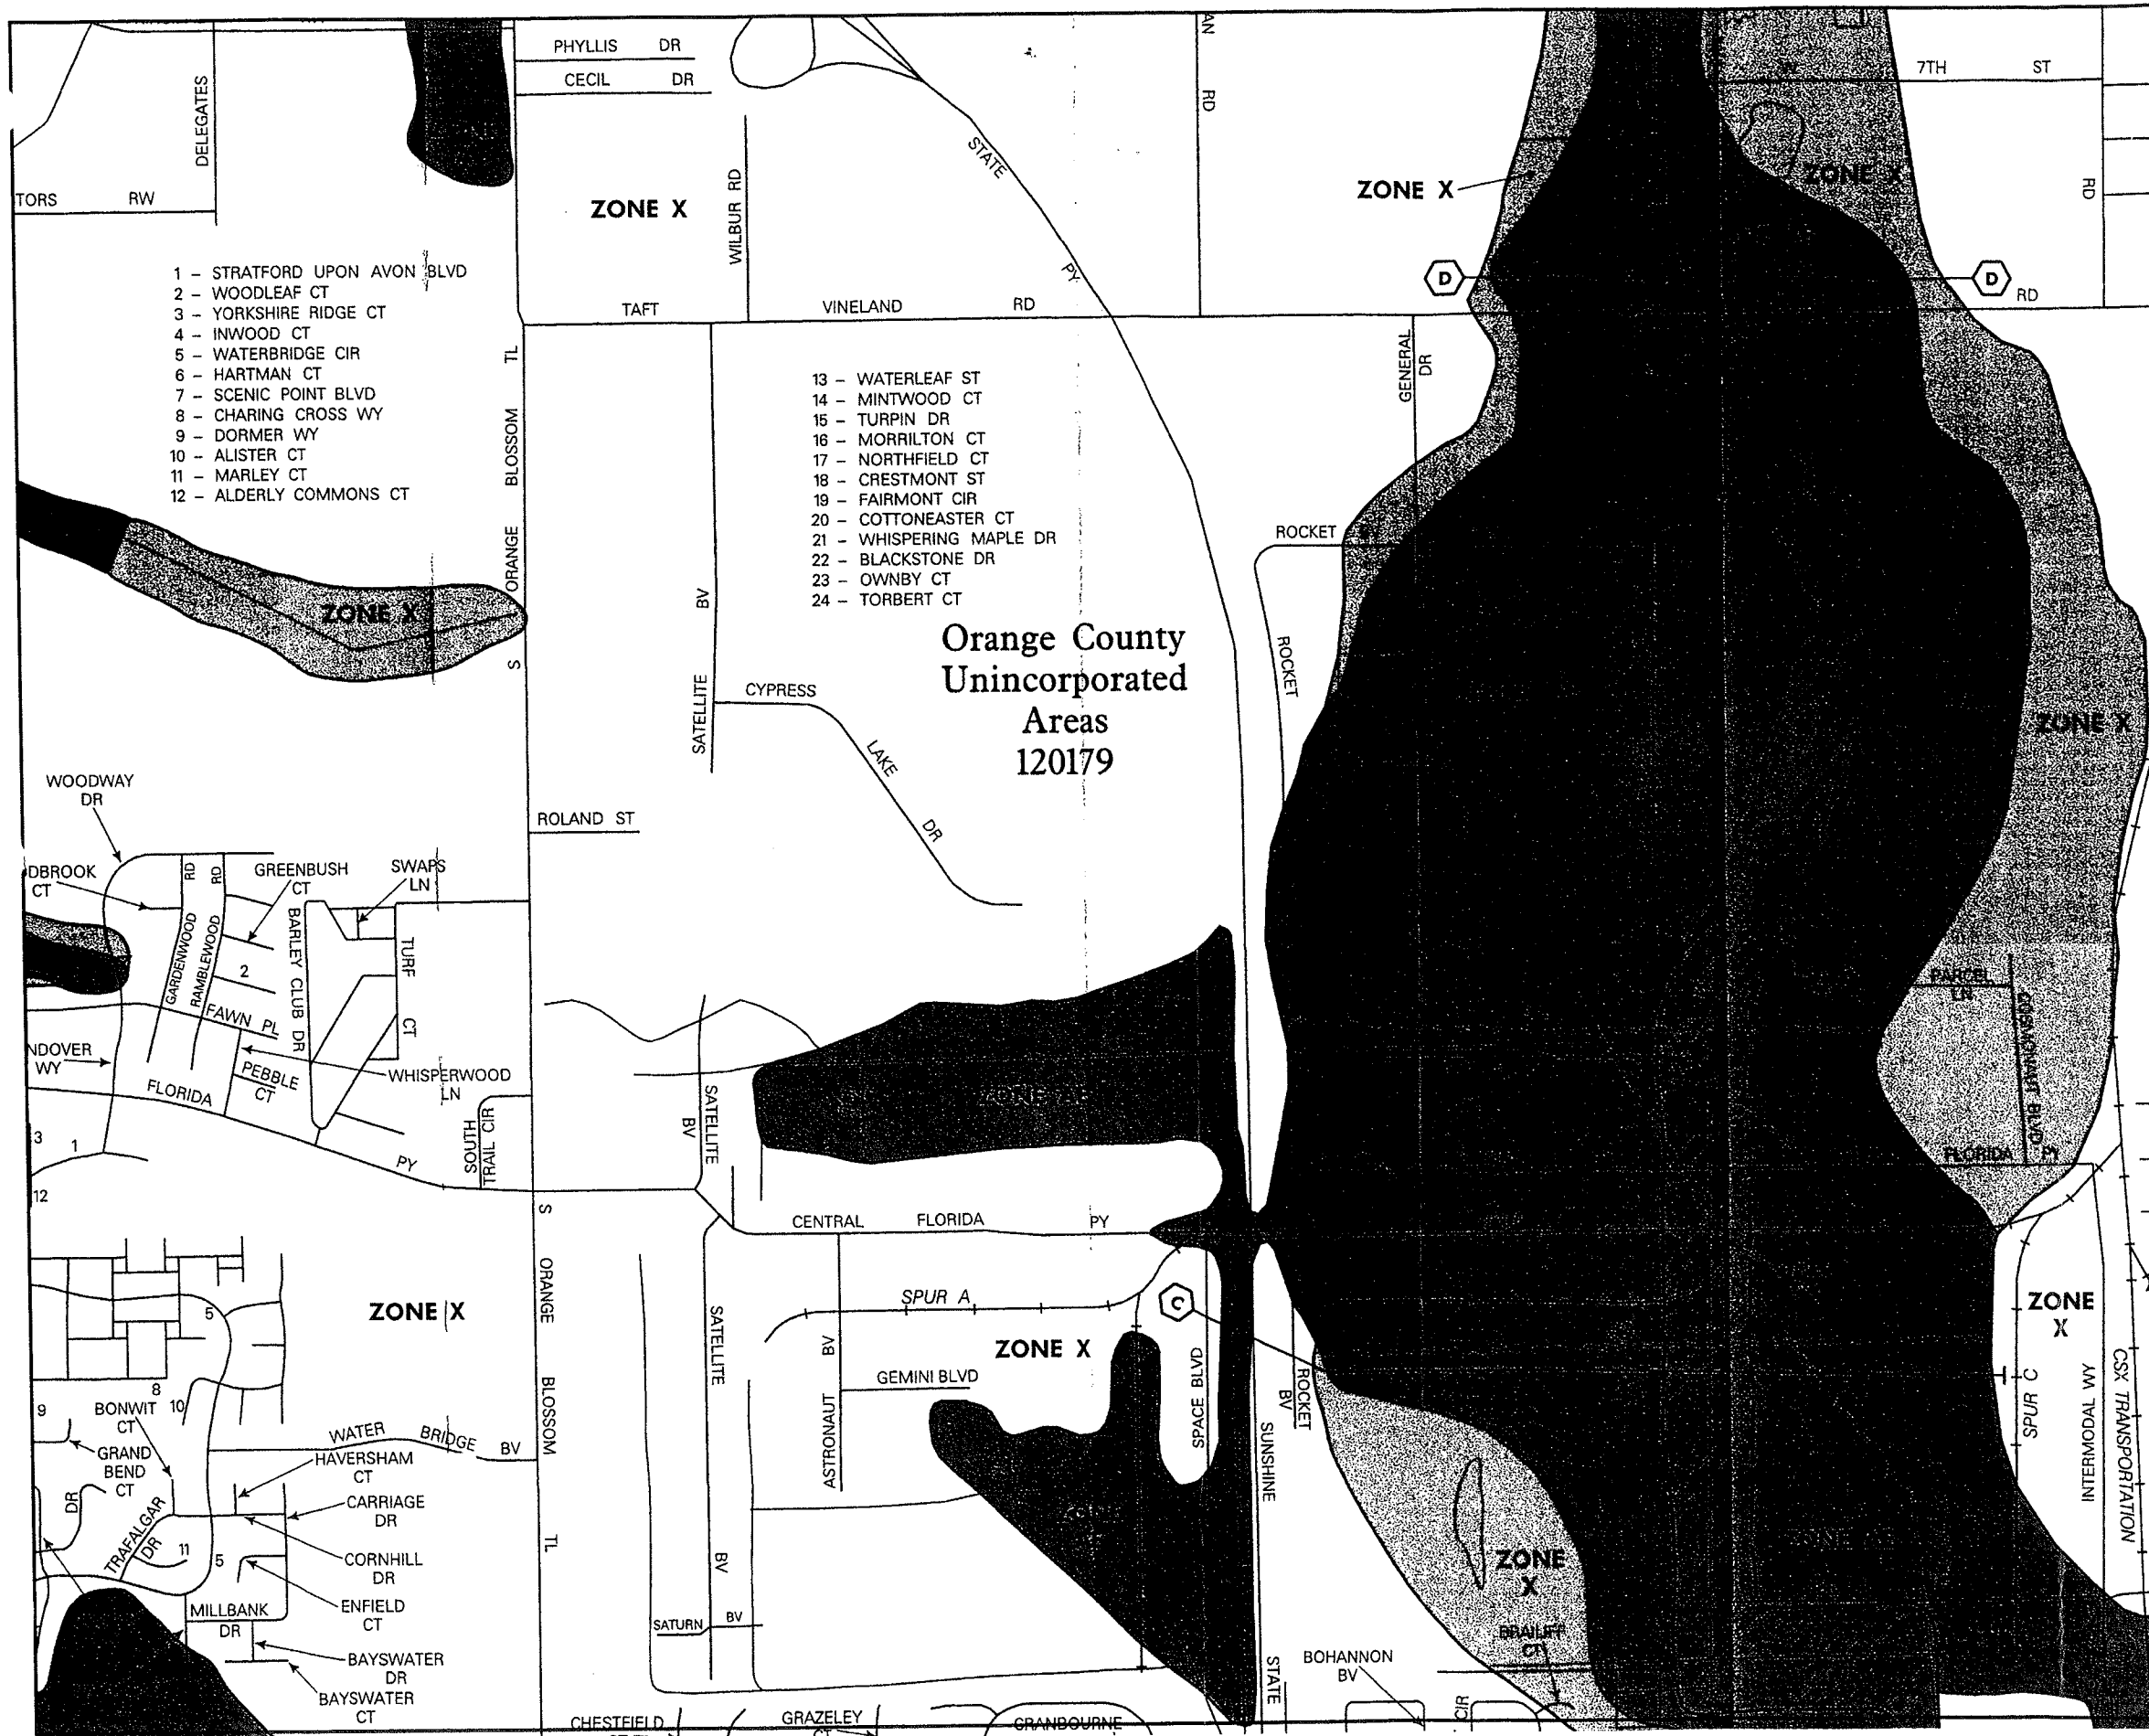 PHYLLIS DR
CECIL DR
AN RD
7TH ST
DELEGATES
TORS RW
ZONE X
WILBUR RD
STATE
PY
ZONE X
ZONE X
RD
D
D
RD
TAFT VINELAND RD
1 – STRATFORD UPON AVON BLVD
2 – WOODLEAF CT
3 – YORKSHIRE RIDGE CT
4 – INWOOD CT
5 – WATERBRIDGE CIR
6 – HARTMAN CT
7 – SCENIC POINT BLVD
8 – CHARING CROSS WY
9 – DORMER WY
10 – ALISTER CT
11 – MARLEY CT
12 – ALDERLY COMMONS CT
S ORANGE BLOSSOM TL
13 – WATERLEAF ST
14 – MINTWOOD CT
15 – TURPIN DR
16 – MORRILTON CT
17 – NORTHFIELD CT
18 – CRESTMONT ST
19 – FAIRMONT CIR
20 – COTTONEASTER CT
21 – WHISPERING MAPLE DR
22 – BLACKSTONE DR
23 – OWNBY CT
24 – TORBERT CT
GENERAL DR
ROCKET
ROCKET
ZONE X
SATELLITE BV
Orange County
Unincorporated
Areas
120179
CYPRESS
LAKE
DR
ZONE X
WOODWAY
DR
ROLAND ST
DBROOK
CT
RD
RD
GREENBUSH
CT
SWAPS
LN
GARDENWOOD
RAMBLEWOOD
BARLEY CLUB DR
TURF CT
2
FAWN PL
NDOVER
WY
PEBBLE
CT
WHISPERWOOD
LN
FLORIDA
PY
SOUTH
TRAIL CIR
SATELLITE
BV
PARCEL
LN
FLORIDA PY
3
1
12
CENTRAL FLORIDA PY
S ORANGE BLOSSOM TL
ZONE X
5
SPUR A
C
ZONE X
ZONE
X
SATELLITE
BV
ASTRONAUT BV
GEMINI BLVD
SPACE BLVD
ROCKET
BV
SPUR C
INTERMODAL WY
CSX TRANSPORTATION
8
9
10
BONWIT
CT
GRAND
BEND
CT
WATER BRIDGE BV
HAVERSHAM
CT
CARRIAGE
DR
DR
TRAFALGAR
DR
11
5
CORNHILL
DR
ENFIELD
CT
MILLBANK
DR
BAYSWATER
DR
BAYSWATER
CT
SATURN BV
SUNSHINE
STATE
ZONE
X
BRAILIFF
CT
BOHANNON
BV
CIR
CHESTFIELD
GRAZELEY
CT
GRANBOURNE